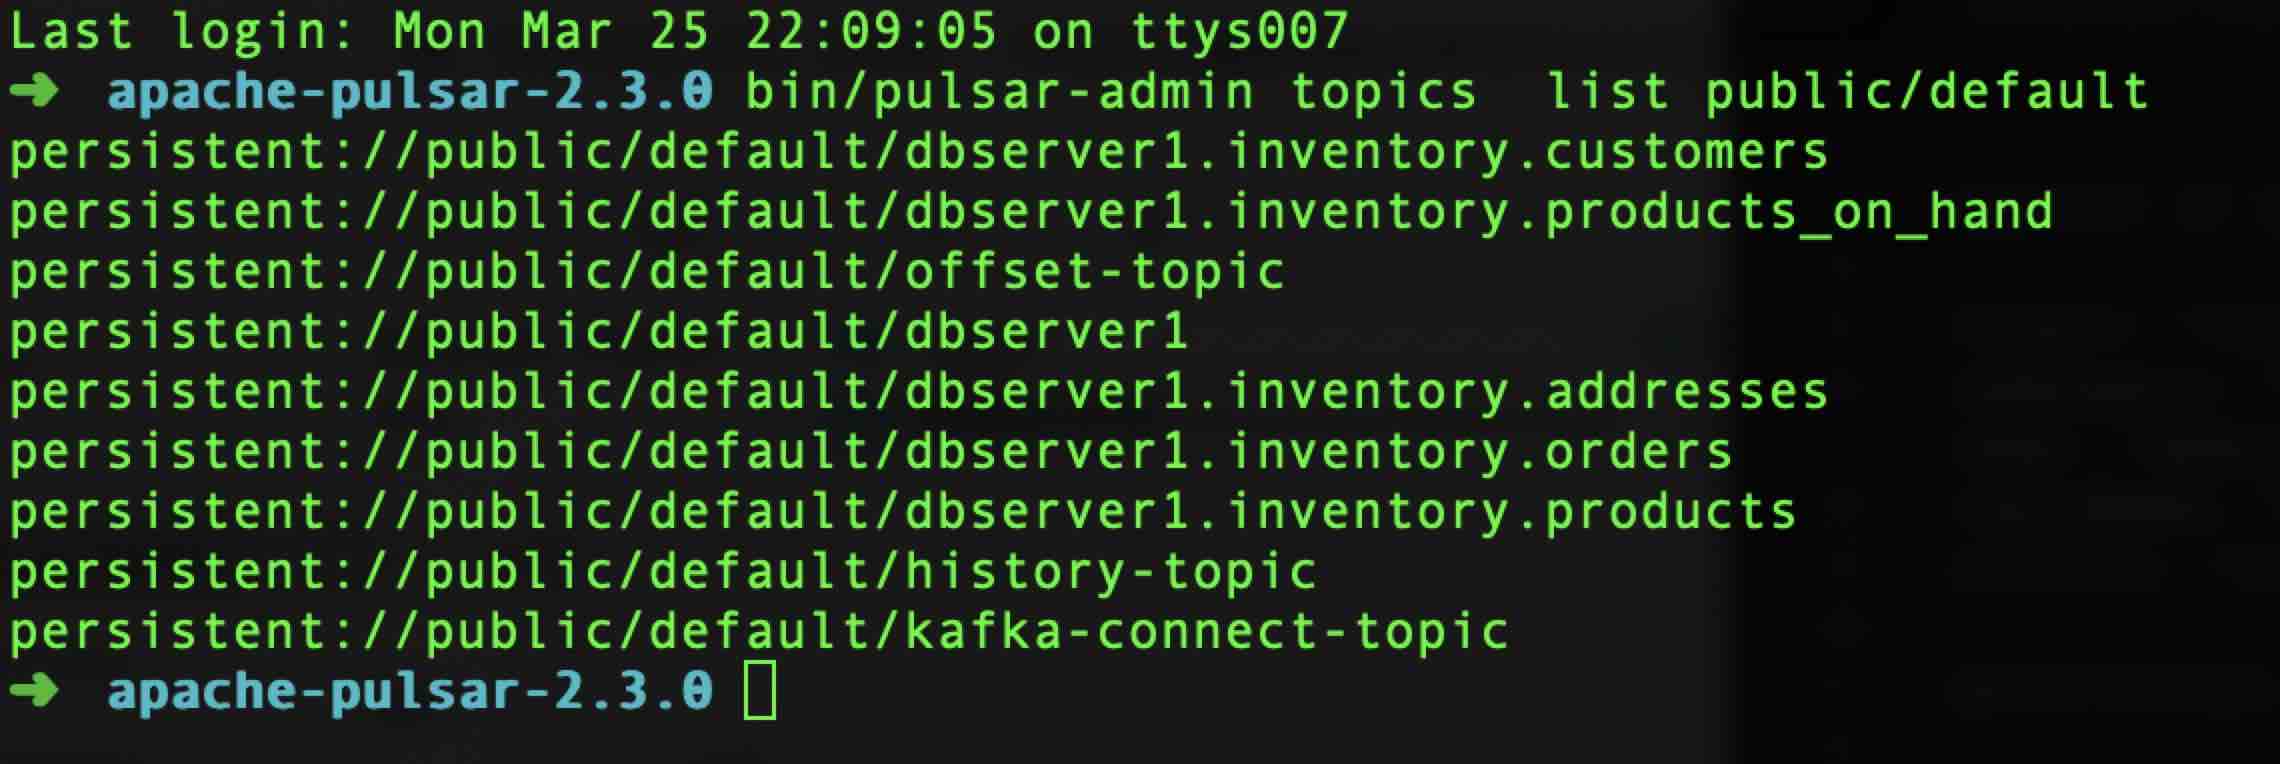 Last login: Mon Mar 25 22:09:05 on ttys007
➜  apache-pulsar-2.3.0 bin/pulsar-admin topics  list public/default
persistent://public/default/dbserver1.inventory.customers
persistent://public/default/dbserver1.inventory.products_on_hand
persistent://public/default/offset-topic
persistent://public/default/dbserver1
persistent://public/default/dbserver1.inventory.addresses
persistent://public/default/dbserver1.inventory.orders
persistent://public/default/dbserver1.inventory.products
persistent://public/default/history-topic
persistent://public/default/kafka-connect-topic
➜  apache-pulsar-2.3.0